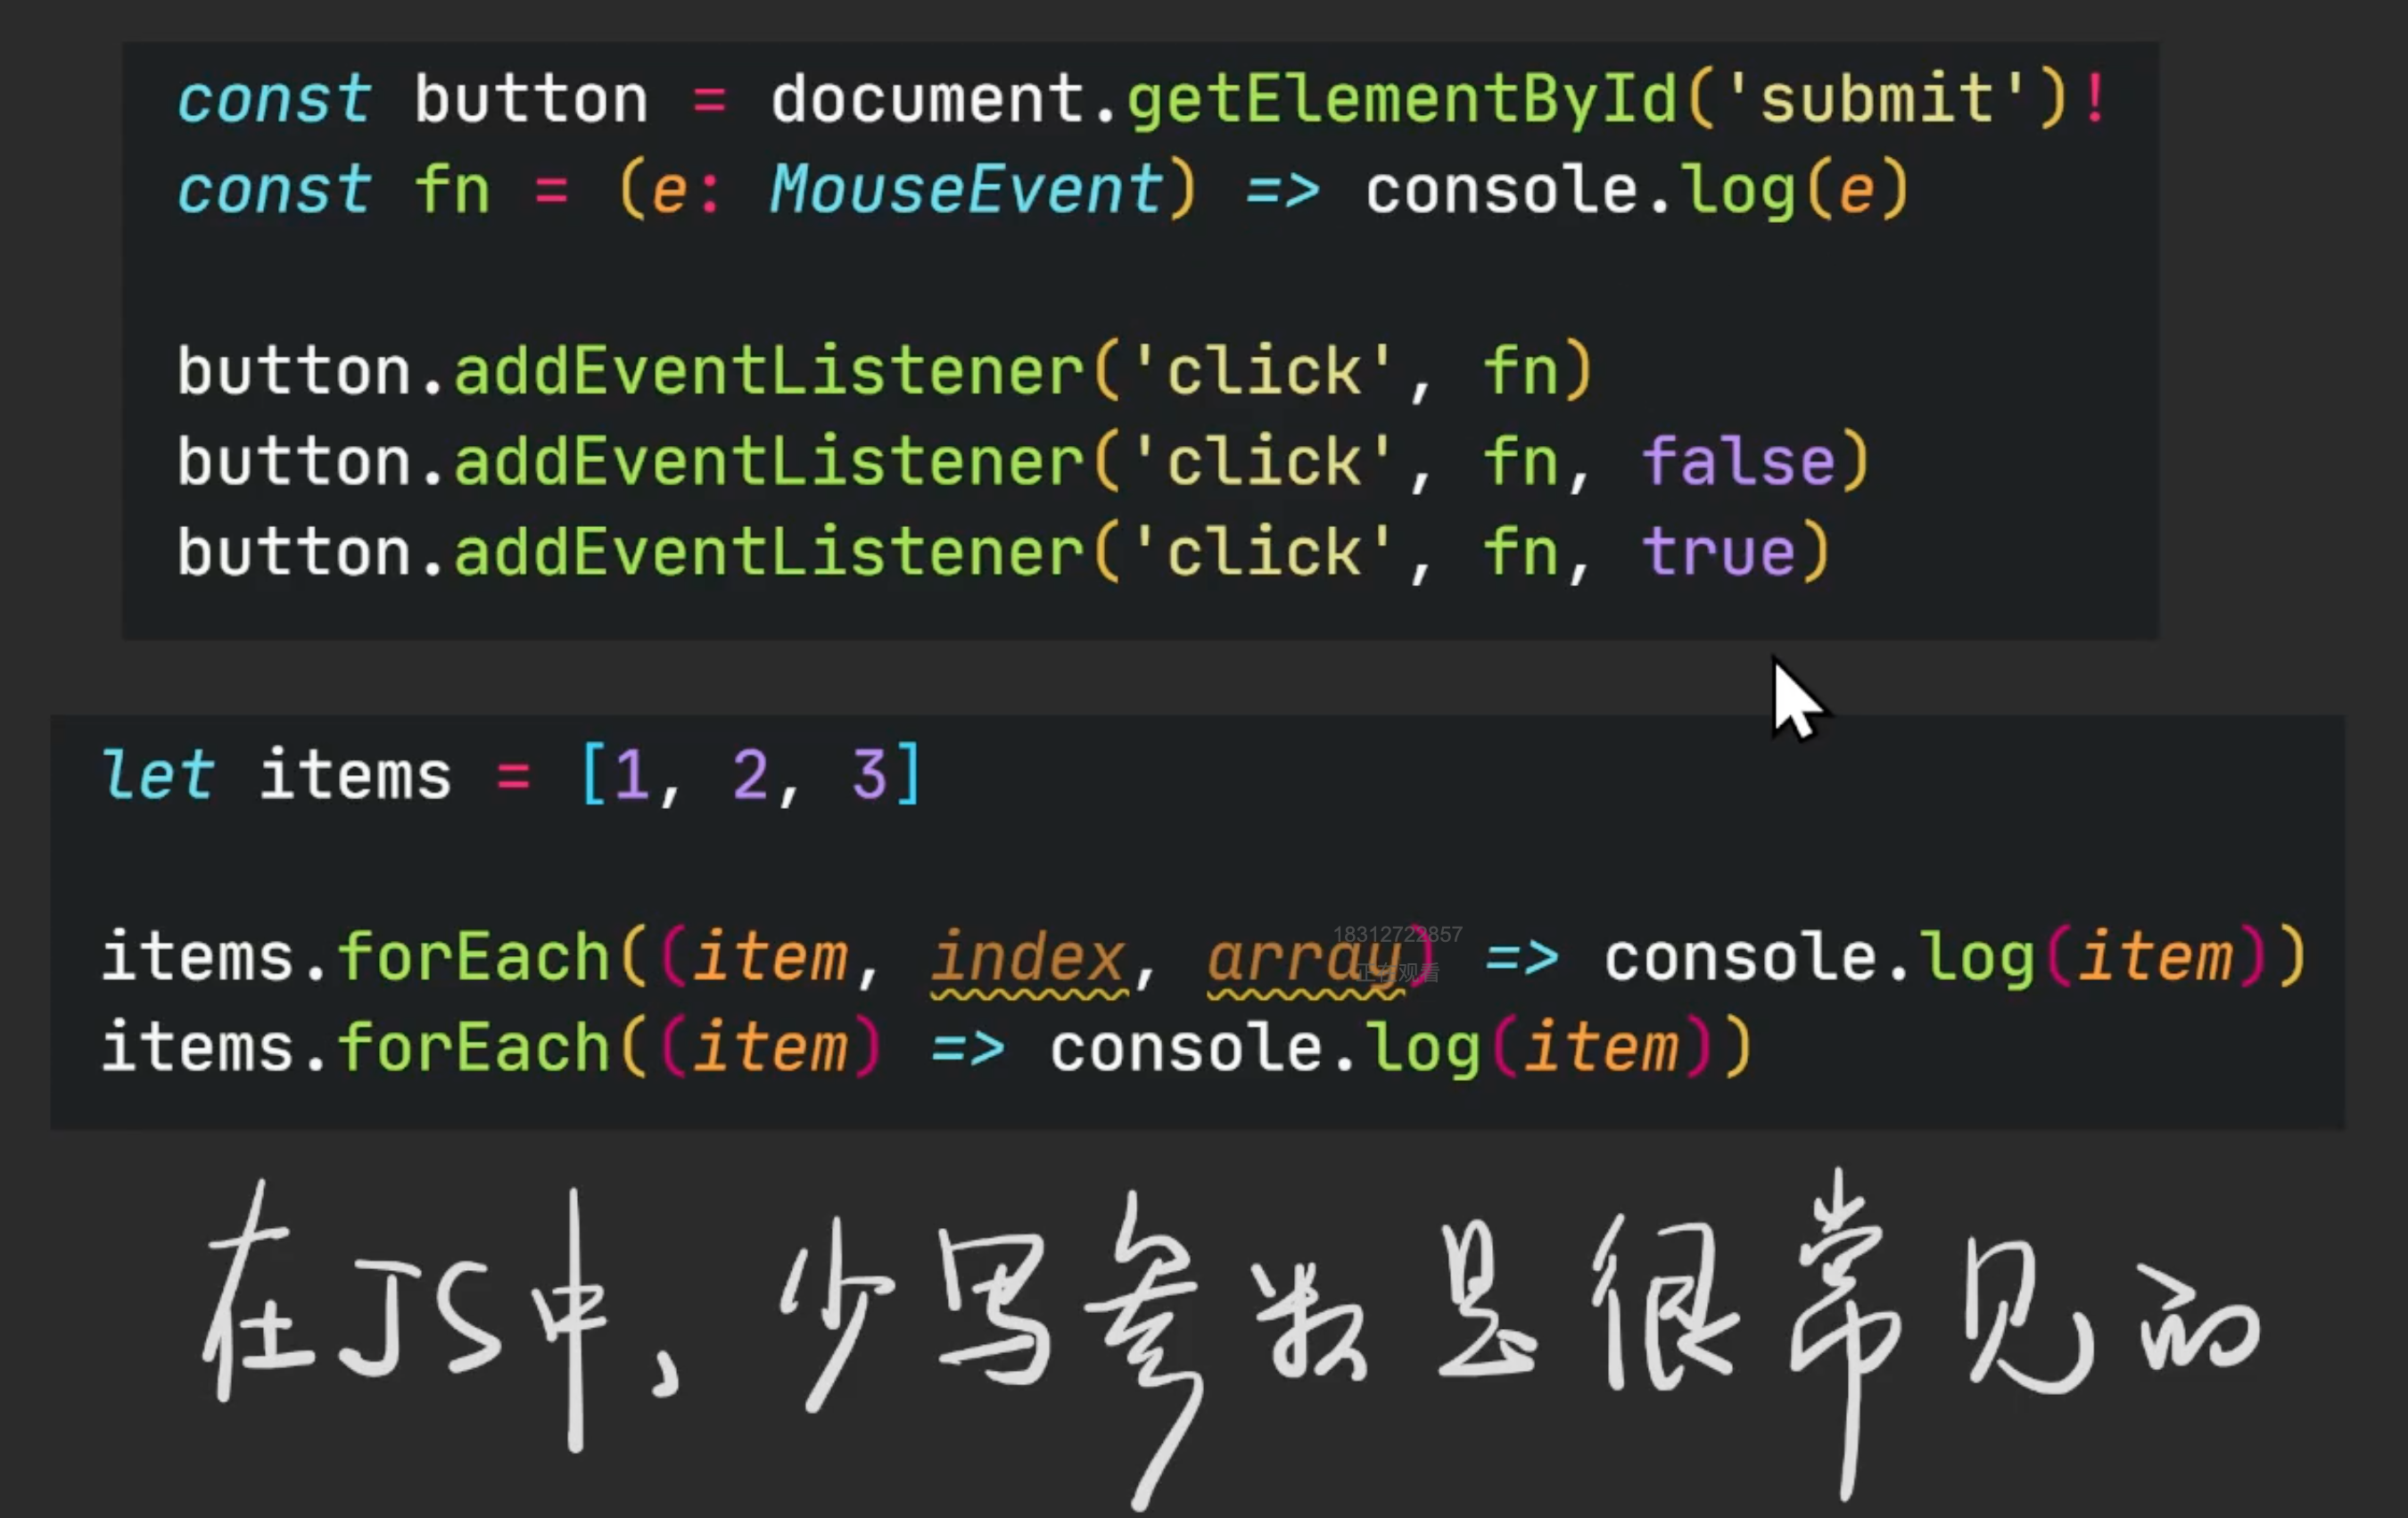 const button = document.getElementById('submit')!
const fn = (e: MouseEvent) => console.log(e)
button.addEventListener('click', fn)
button.addEventListener('click', fn, false)
button.addEventListener('click', fn, true)
let items = [1, 2, 3]
18312722857
正在观看
items.forEach((item, index, array) => console.log(item))
items.forEach((item) => console.log(item))
在JS中、少写参数是很常见的